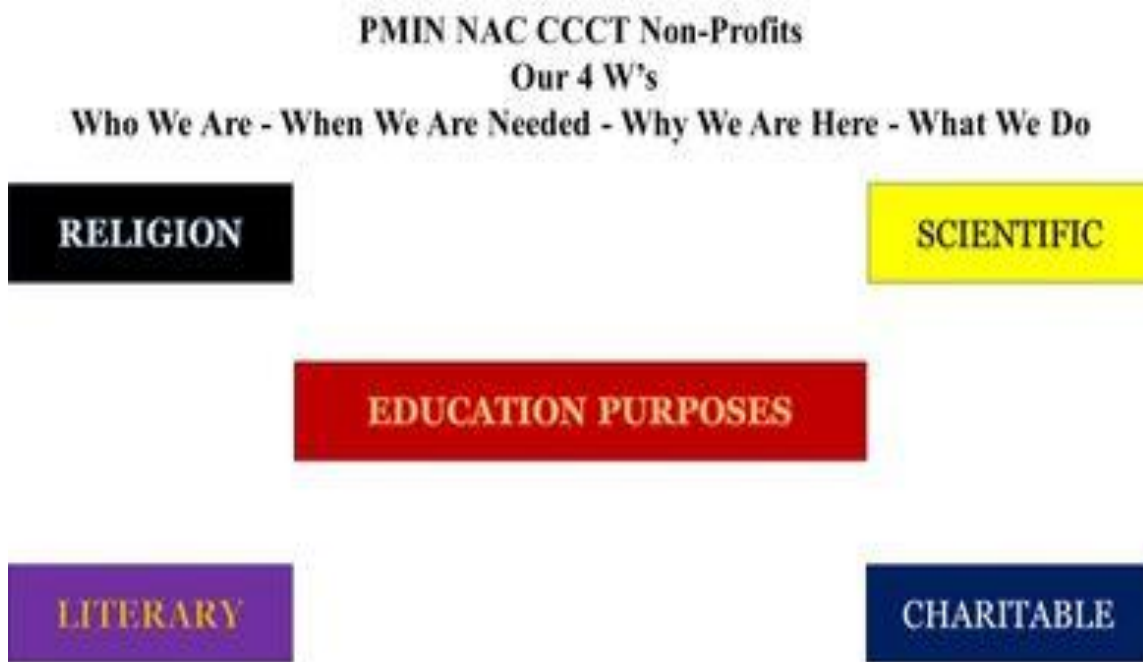 PMIN NAC CCCT Non-Profits
Our 4 W's
Who We Are - When We Are Needed - Why We Are Here - What We Do
RELIGION
SCIENTIFIC
EDUCATION PURPOSES
LITERARY
CHARITABLE